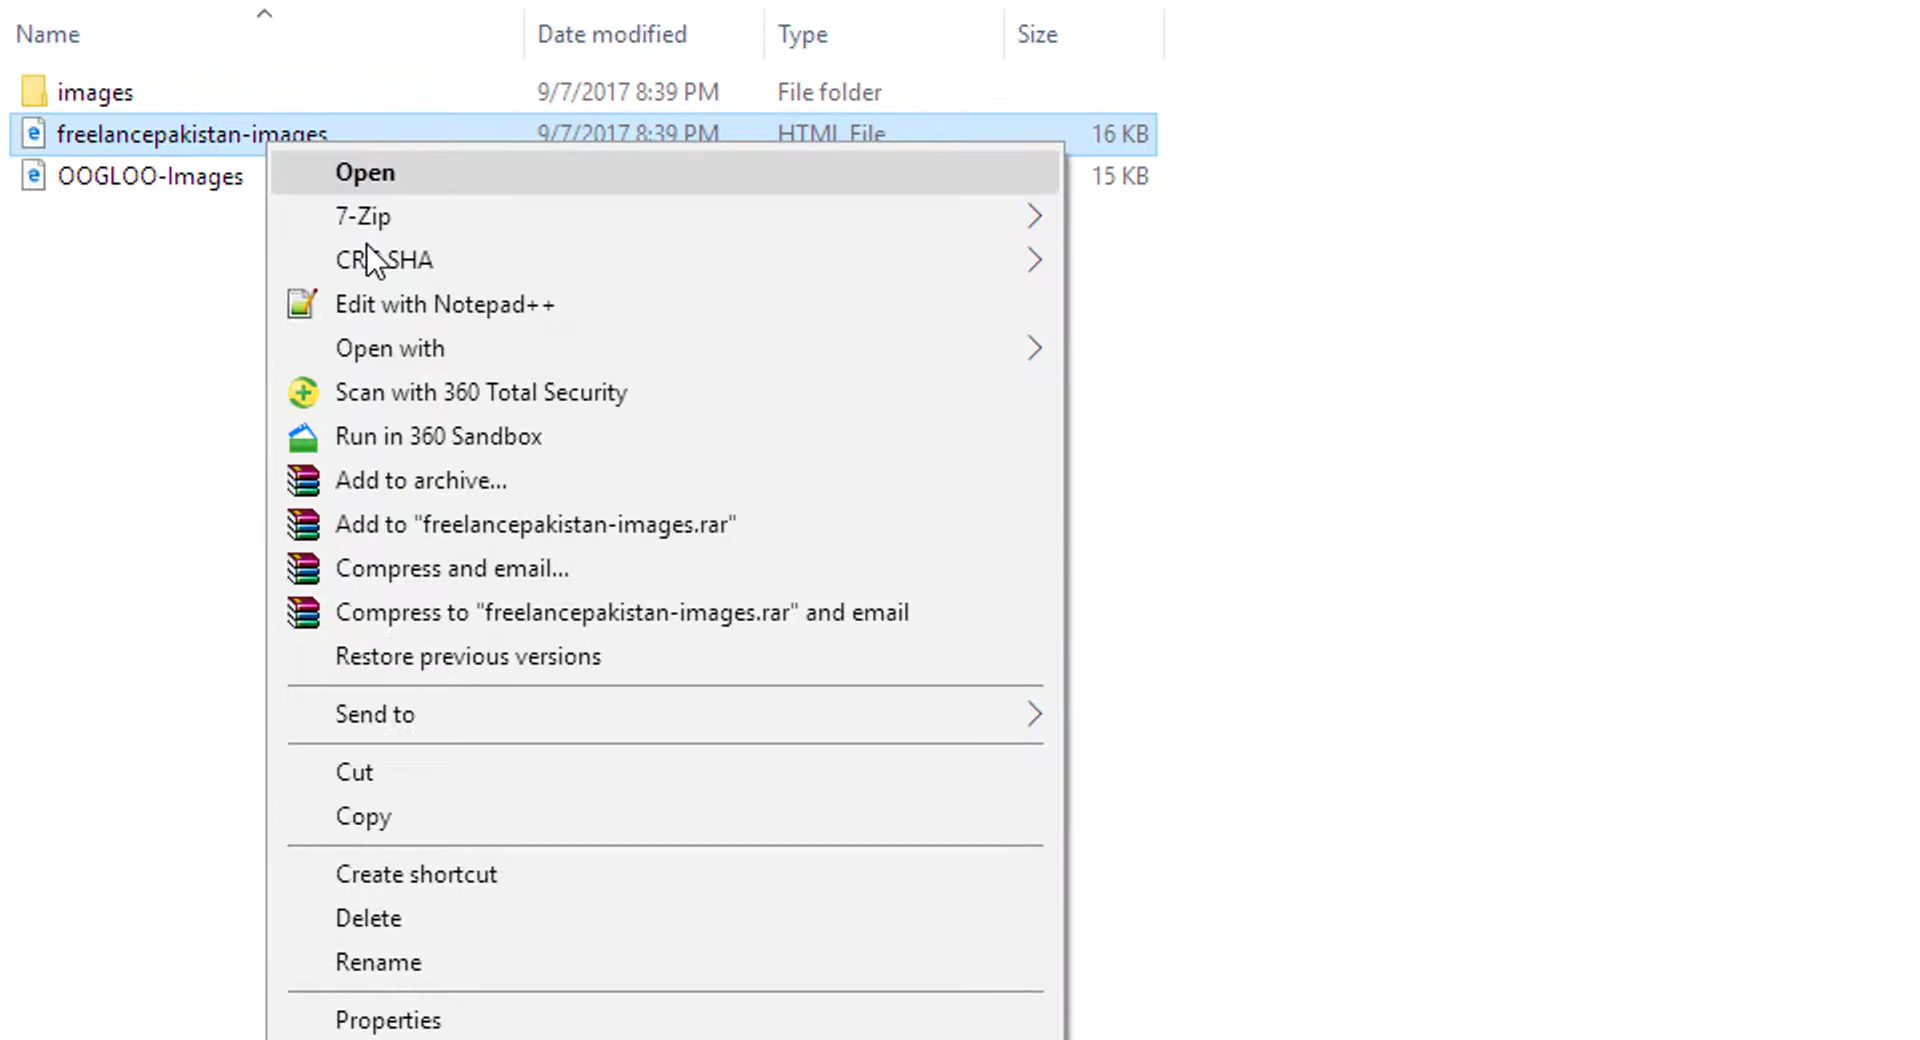 Name Date modified Type Size
images 9/7/2017 8:39 PM File folder
freelancepakistan-images 9/7/2017 8:39 PM HTML File 16 KB
OOGLOO-Images 15 KB
Open
7-Zip
Edit with Notepad++
Open with
Scan with 360 Total Security
Run in 360 Sandbox
Add to archive...
Add to "freelancepakistan-images.rar"
Compress and email...
Compress to "freelancepakistan-images.rar" and email
Restore previous versions
Send to
Cut
Copy
Create shortcut
Delete
Rename
Properties